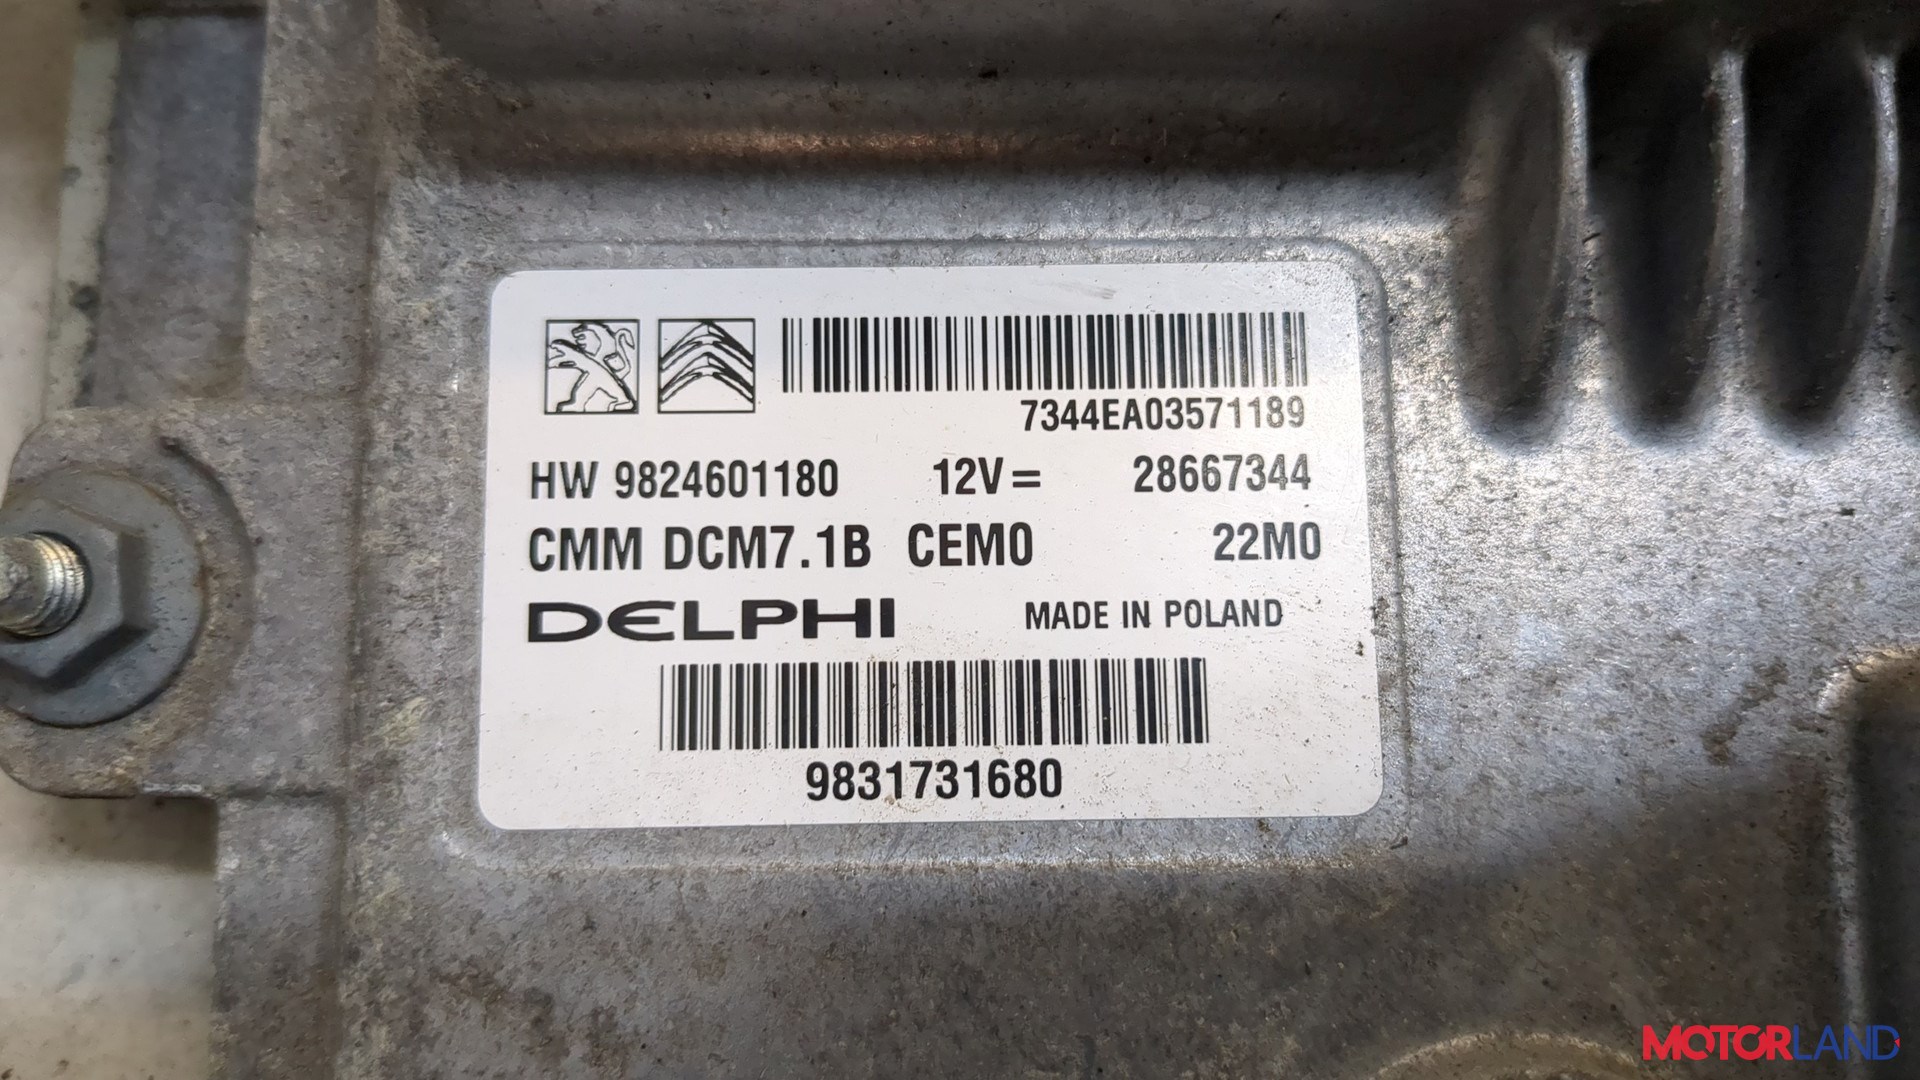 7344EA03571189
HW 9824601180 12V= 28667344
CMM DCM7.1B CEM0 22M0
DELPHI MADE IN POLAND
9831731680
MOTORLAND